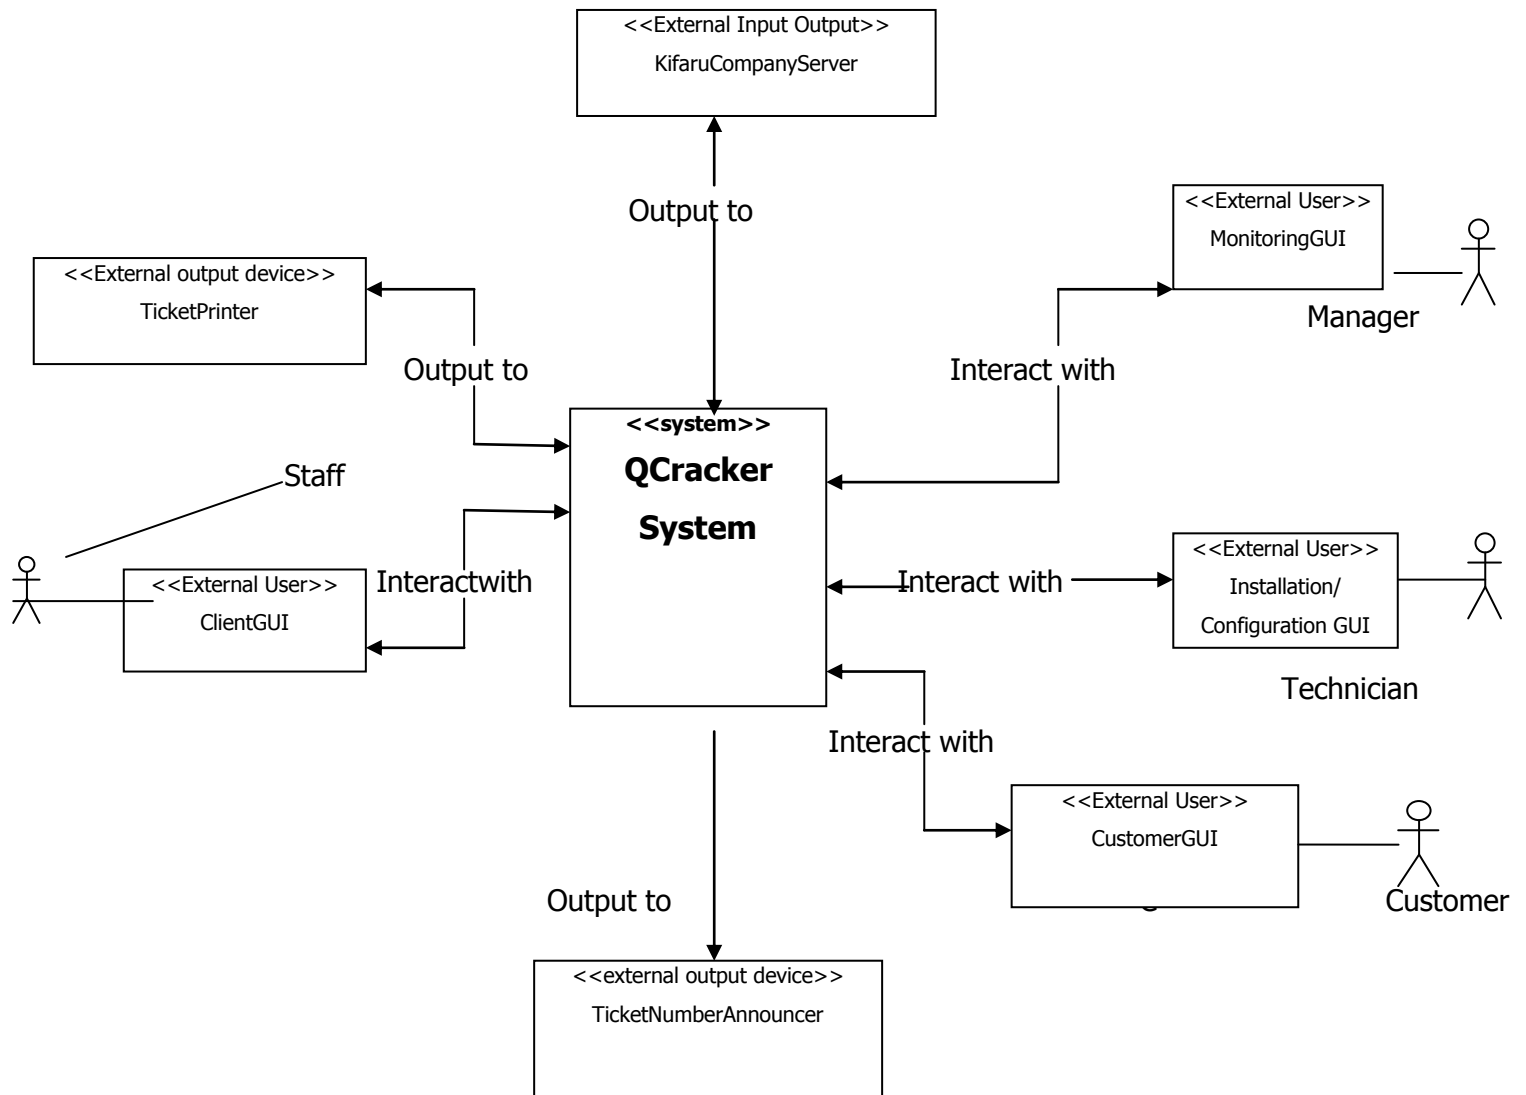 <<External Input Output>>
KifaruCompanyServer
Output to
<<External User>>
MonitoringGUI
Manager
<<External output device>>
TicketPrinter
Output to
Interact with
<<system>>
QCracker
System
Staff
<<External User>>
ClientGUI
Interactwith
Interact with
<<External User>>
Installation/
Configuration GUI
Technician
Interact with
<<External User>>
CustomerGUI
Customer
Output to
<<external output device>>
TicketNumberAnnouncer